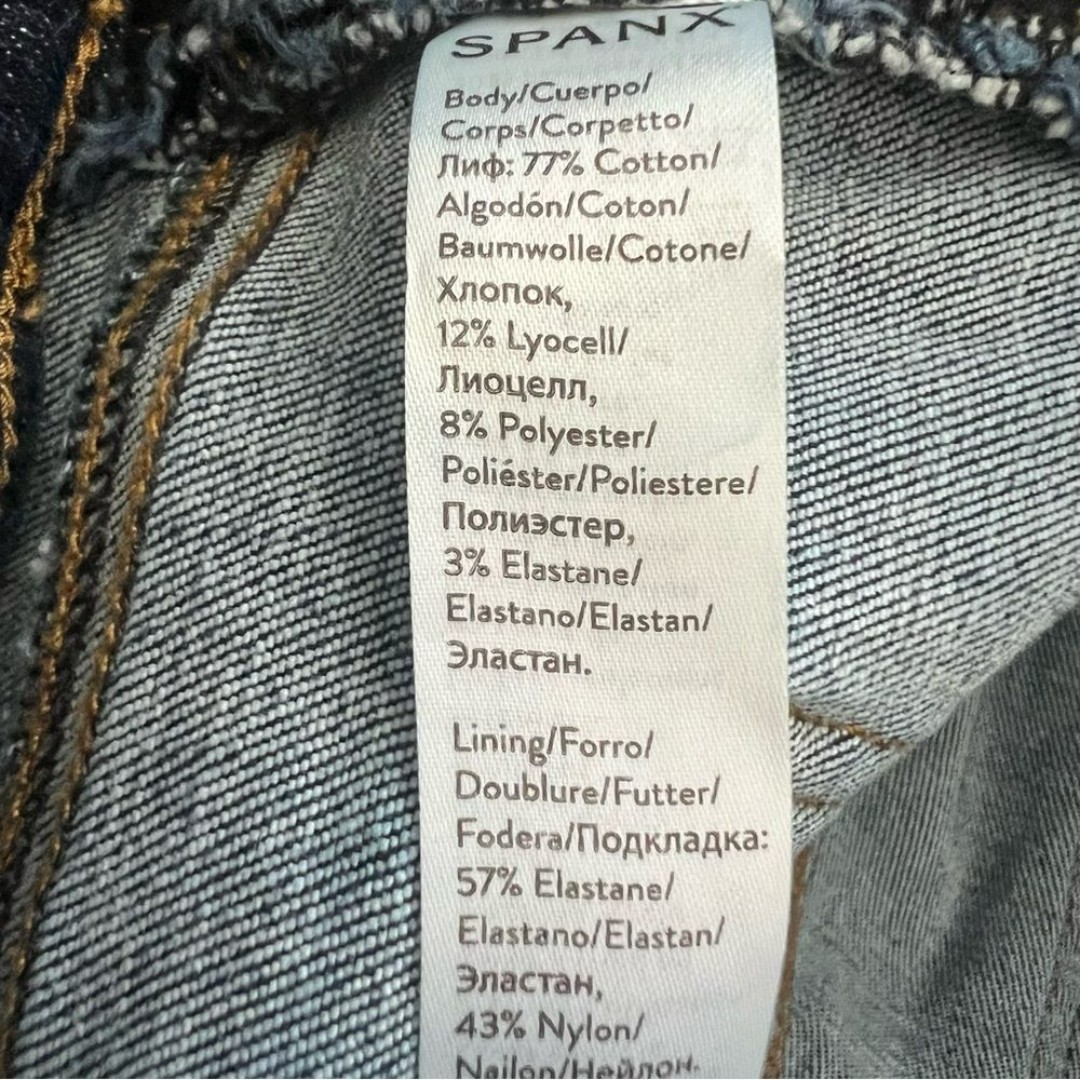 SPANX
Body/Cuerpo/
Corps/Corpetto/
Лиф: 77% Cotton/
Algodón/Coton/
Baumwolle/Cotone/
Хлопок,
12% Lyocell/
Лиоцелл,
8% Polyester/
Poliéster/Poliestere/
Полиэстер,
3% Elastane/
Elastano/Elastan/
Эластан.
Lining/Forro/
Doublure/Futter/
Fodera/Подкладка:
57% Elastane/
Elastano/Elastan/
Эластан,
43% Nylon/
Nailon/Нейлон.